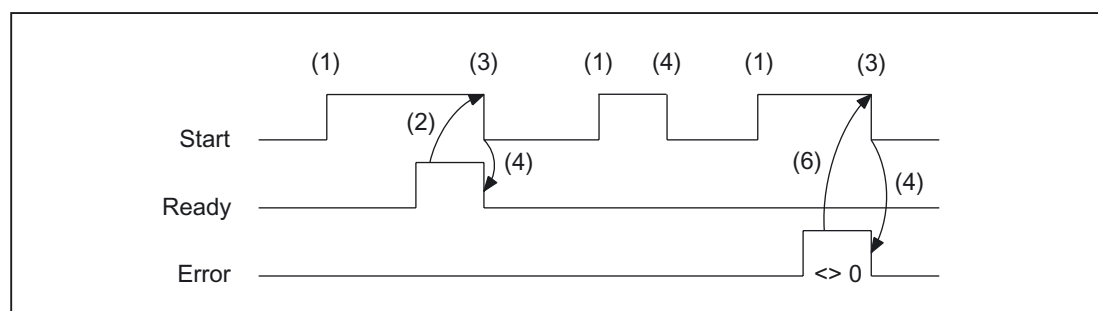 (1) (3) (1) (4) (1) (3)
Start (2) (6)
(4) (4)
Ready
Error <> 0